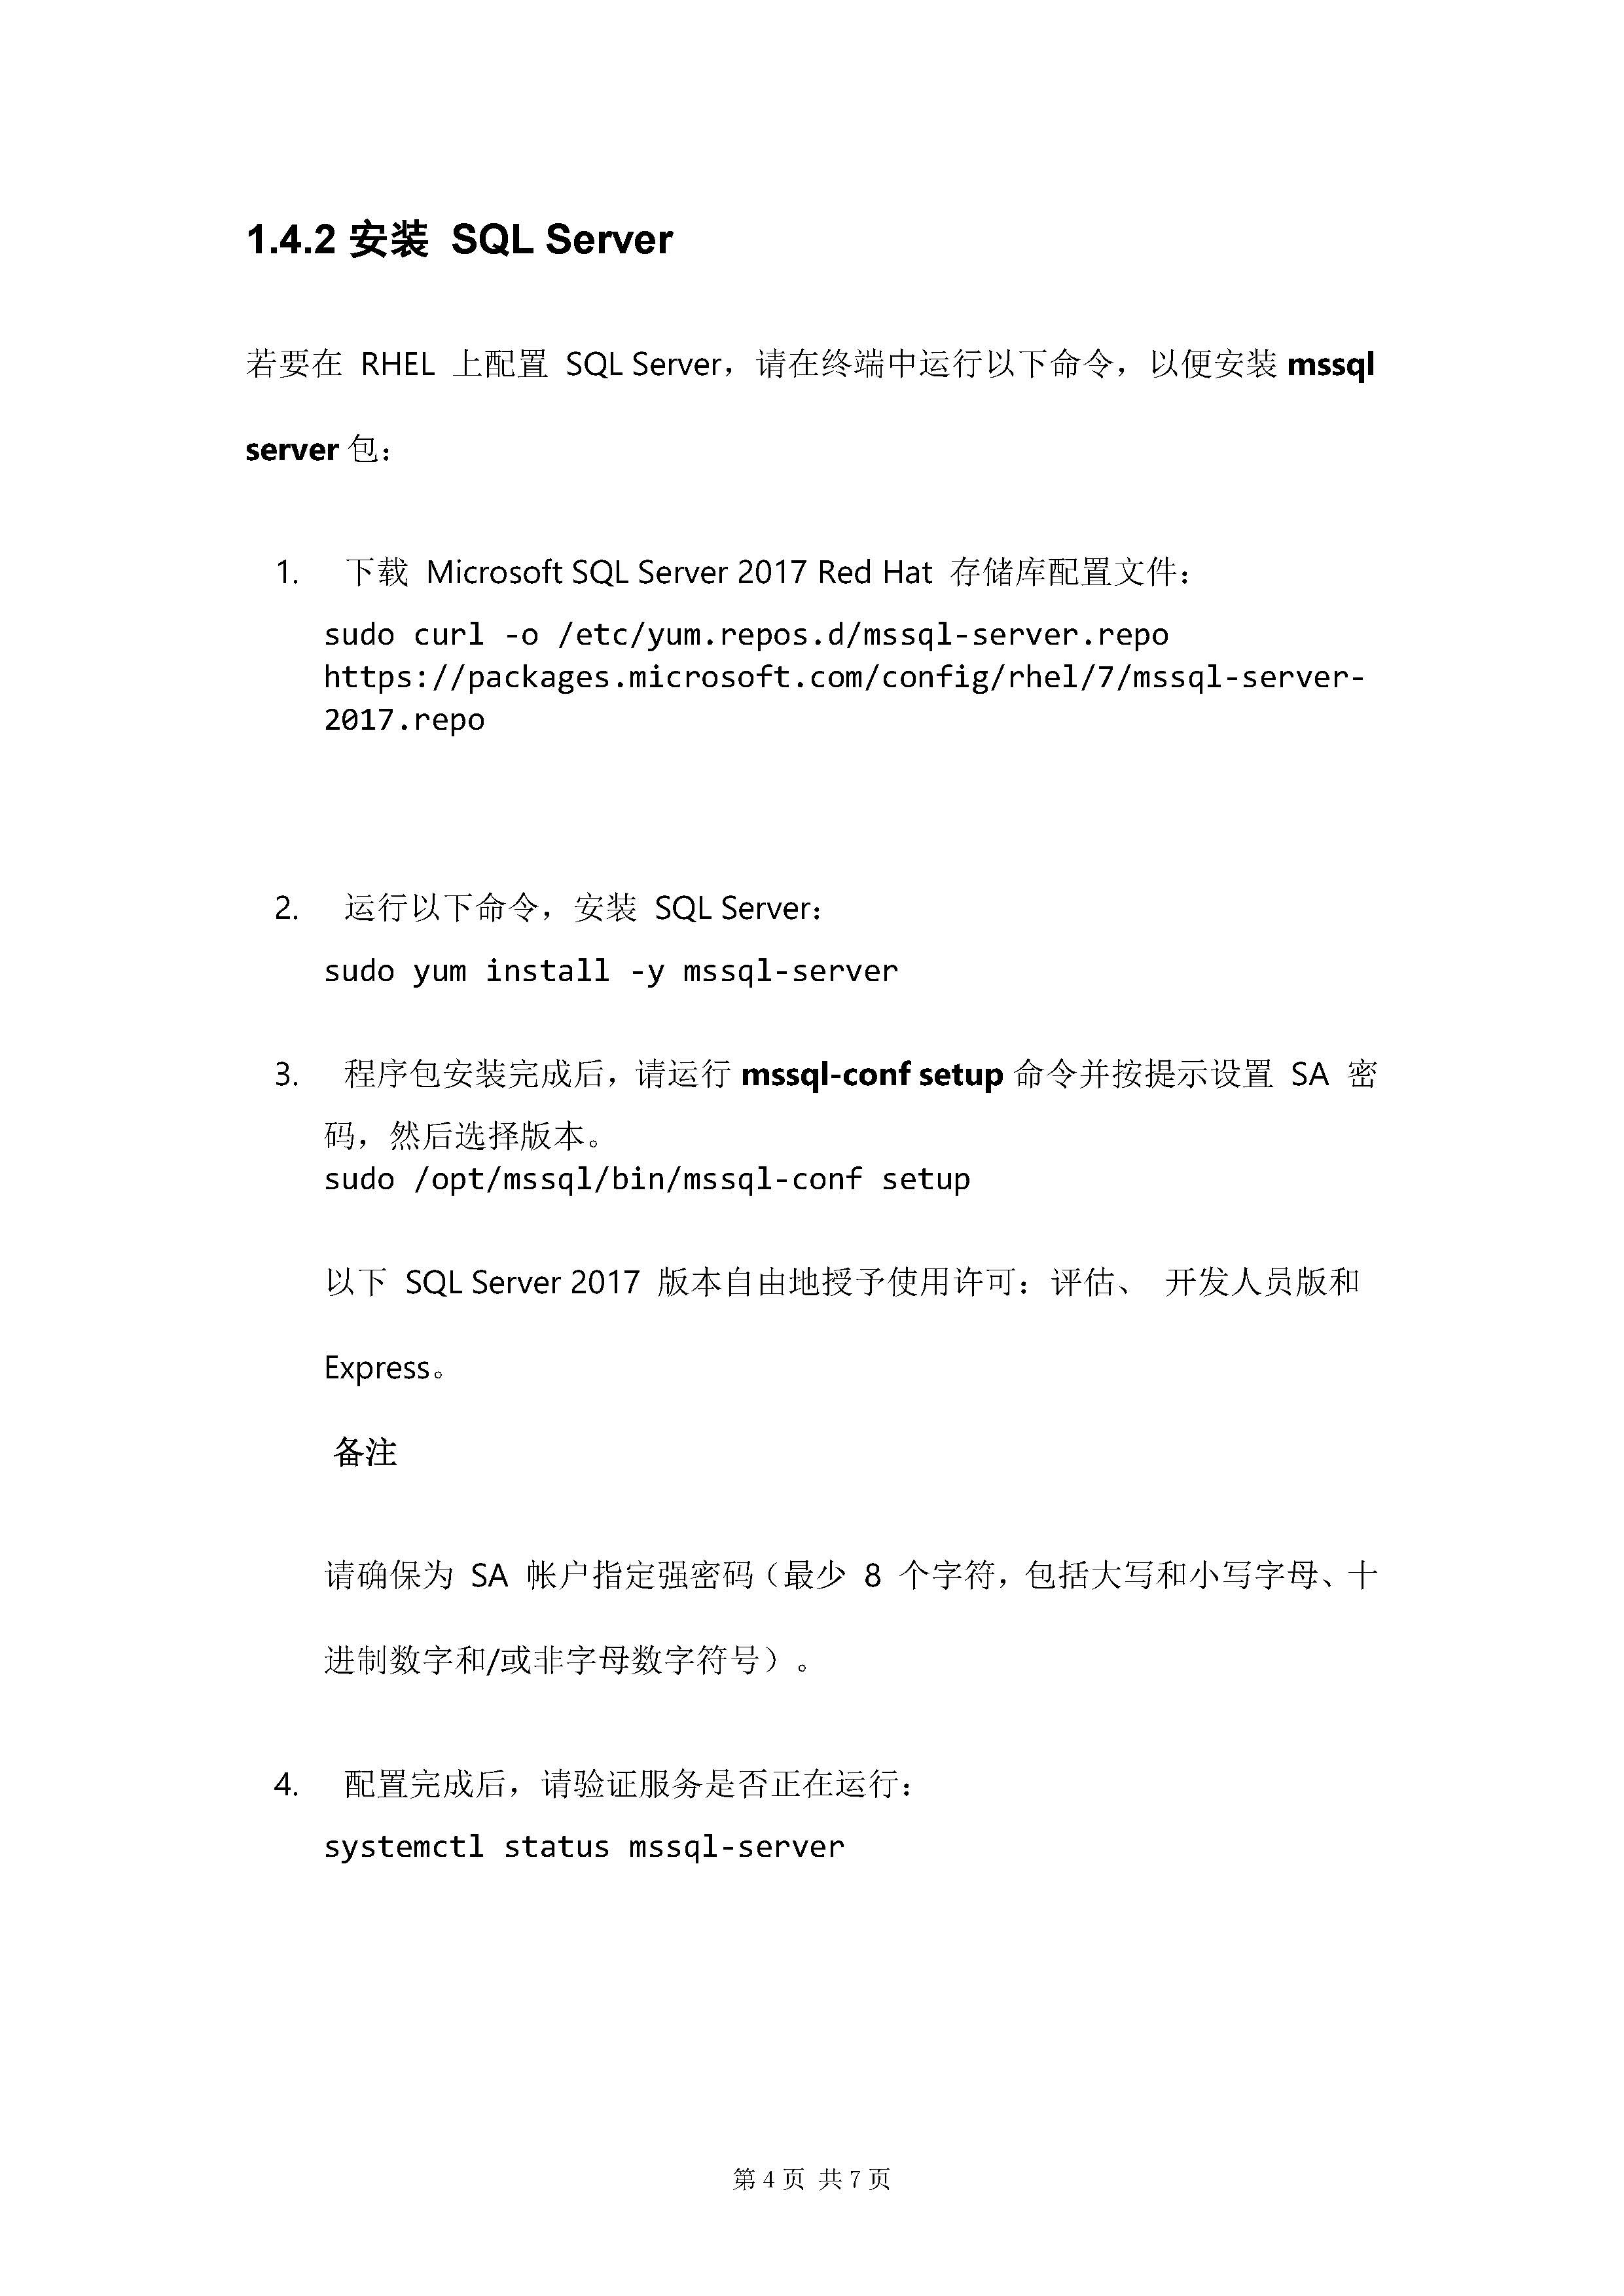 1.4.2 安装 SQL Server
若要在 RHEL 上配置 SQL Server，请在终端中运行以下命令，以便安装 mssql
server 包：
1. 下载 Microsoft SQL Server 2017 Red Hat 存储库配置文件：
sudo curl -o /etc/yum.repos.d/mssql-server.repo
https://packages.microsoft.com/config/rhel/7/mssql-server-
2017.repo
2. 运行以下命令，安装 SQL Server：
sudo yum install -y mssql-server
3. 程序包安装完成后，请运行 mssql-conf setup 命令并按提示设置 SA 密
码，然后选择版本。
sudo /opt/mssql/bin/mssql-conf setup
以下 SQL Server 2017 版本自由地授予使用许可：评估、 开发人员版和
Express。
备注
请确保为 SA 帐户指定强密码（最少 8 个字符，包括大写和小写字母、十
进制数字和/或非字母数字符号）。
4. 配置完成后，请验证服务是否正在运行：
systemctl status mssql-server
第 4 页 共 7 页